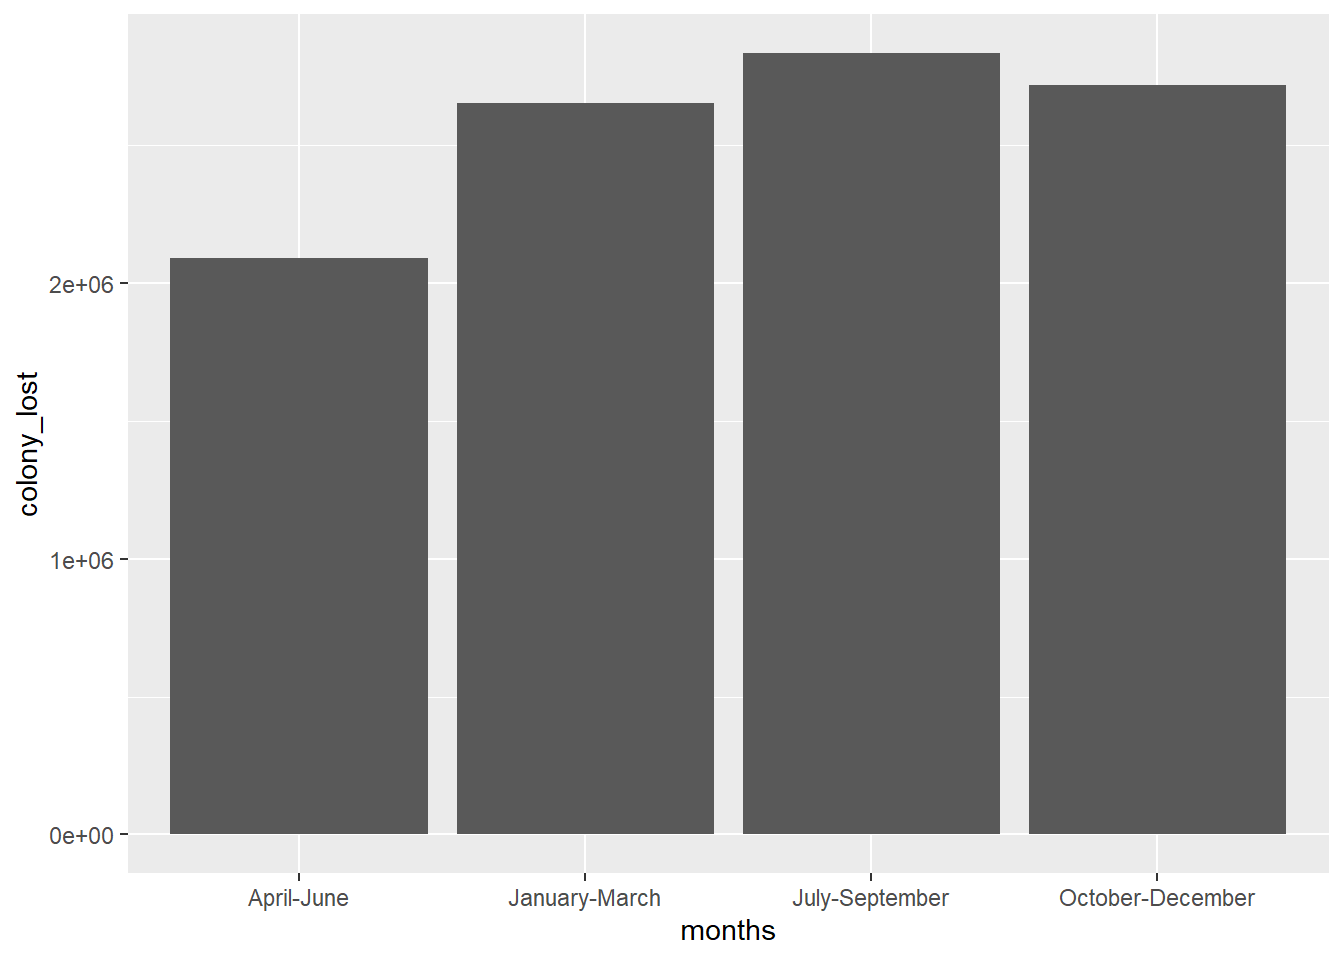 colony_lost
2e+06
1e+06
0e+00
April-June
January-March
July-September
October-December
months